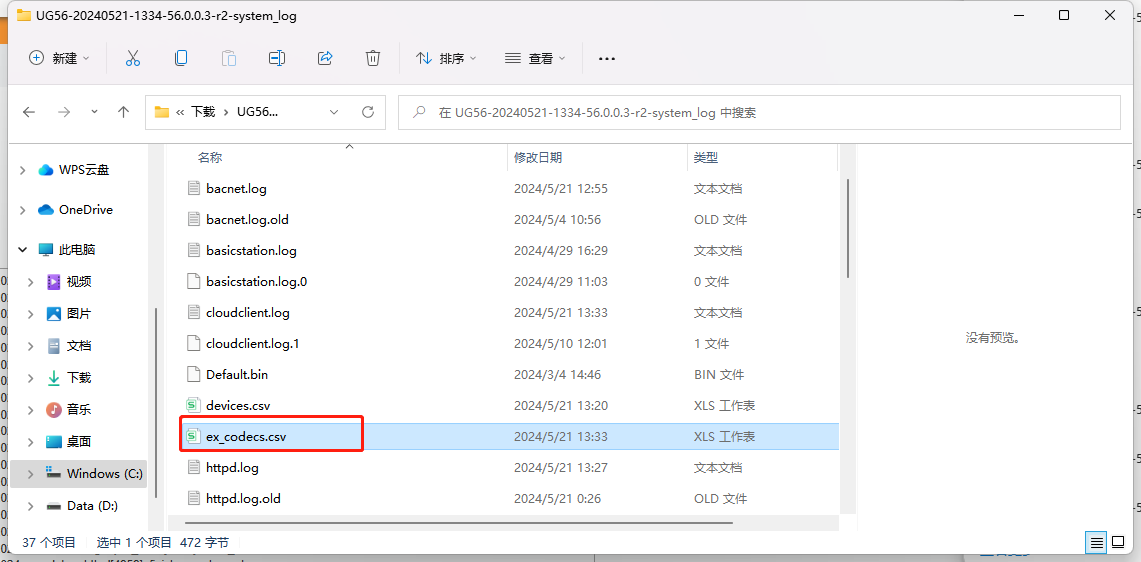 UG56-20240521-1334-56.0.0.3-r2-system_log
新建
排序
查看
« 下载 › UG56...
在 UG56-20240521-1334-56.0.0.3-r2-system_log 中搜索
WPS云盘
OneDrive
此电脑
视频
图片
文档
下载
音乐
桌面
Windows (C:)
Data (D:)
名称 修改日期 类型
bacnet.log 2024/5/21 12:55 文本文档
bacnet.log.old 2024/5/4 10:56 OLD 文件
basicstation.log 2024/4/29 16:29 文本文档
basicstation.log.0 2024/4/29 11:03 0 文件
cloudclient.log 2024/5/21 13:33 文本文档
cloudclient.log.1 2024/5/10 12:01 1 文件
Default.bin 2024/3/4 14:46 BIN 文件
devices.csv 2024/5/21 13:20 XLS 工作表
ex_codecs.csv 2024/5/21 13:33 XLS 工作表
httpd.log 2024/5/21 13:27 文本文档
httpd.log.old 2024/5/21 0:26 OLD 文件
没有预览。
37 个项目 选中 1 个项目 472 字节